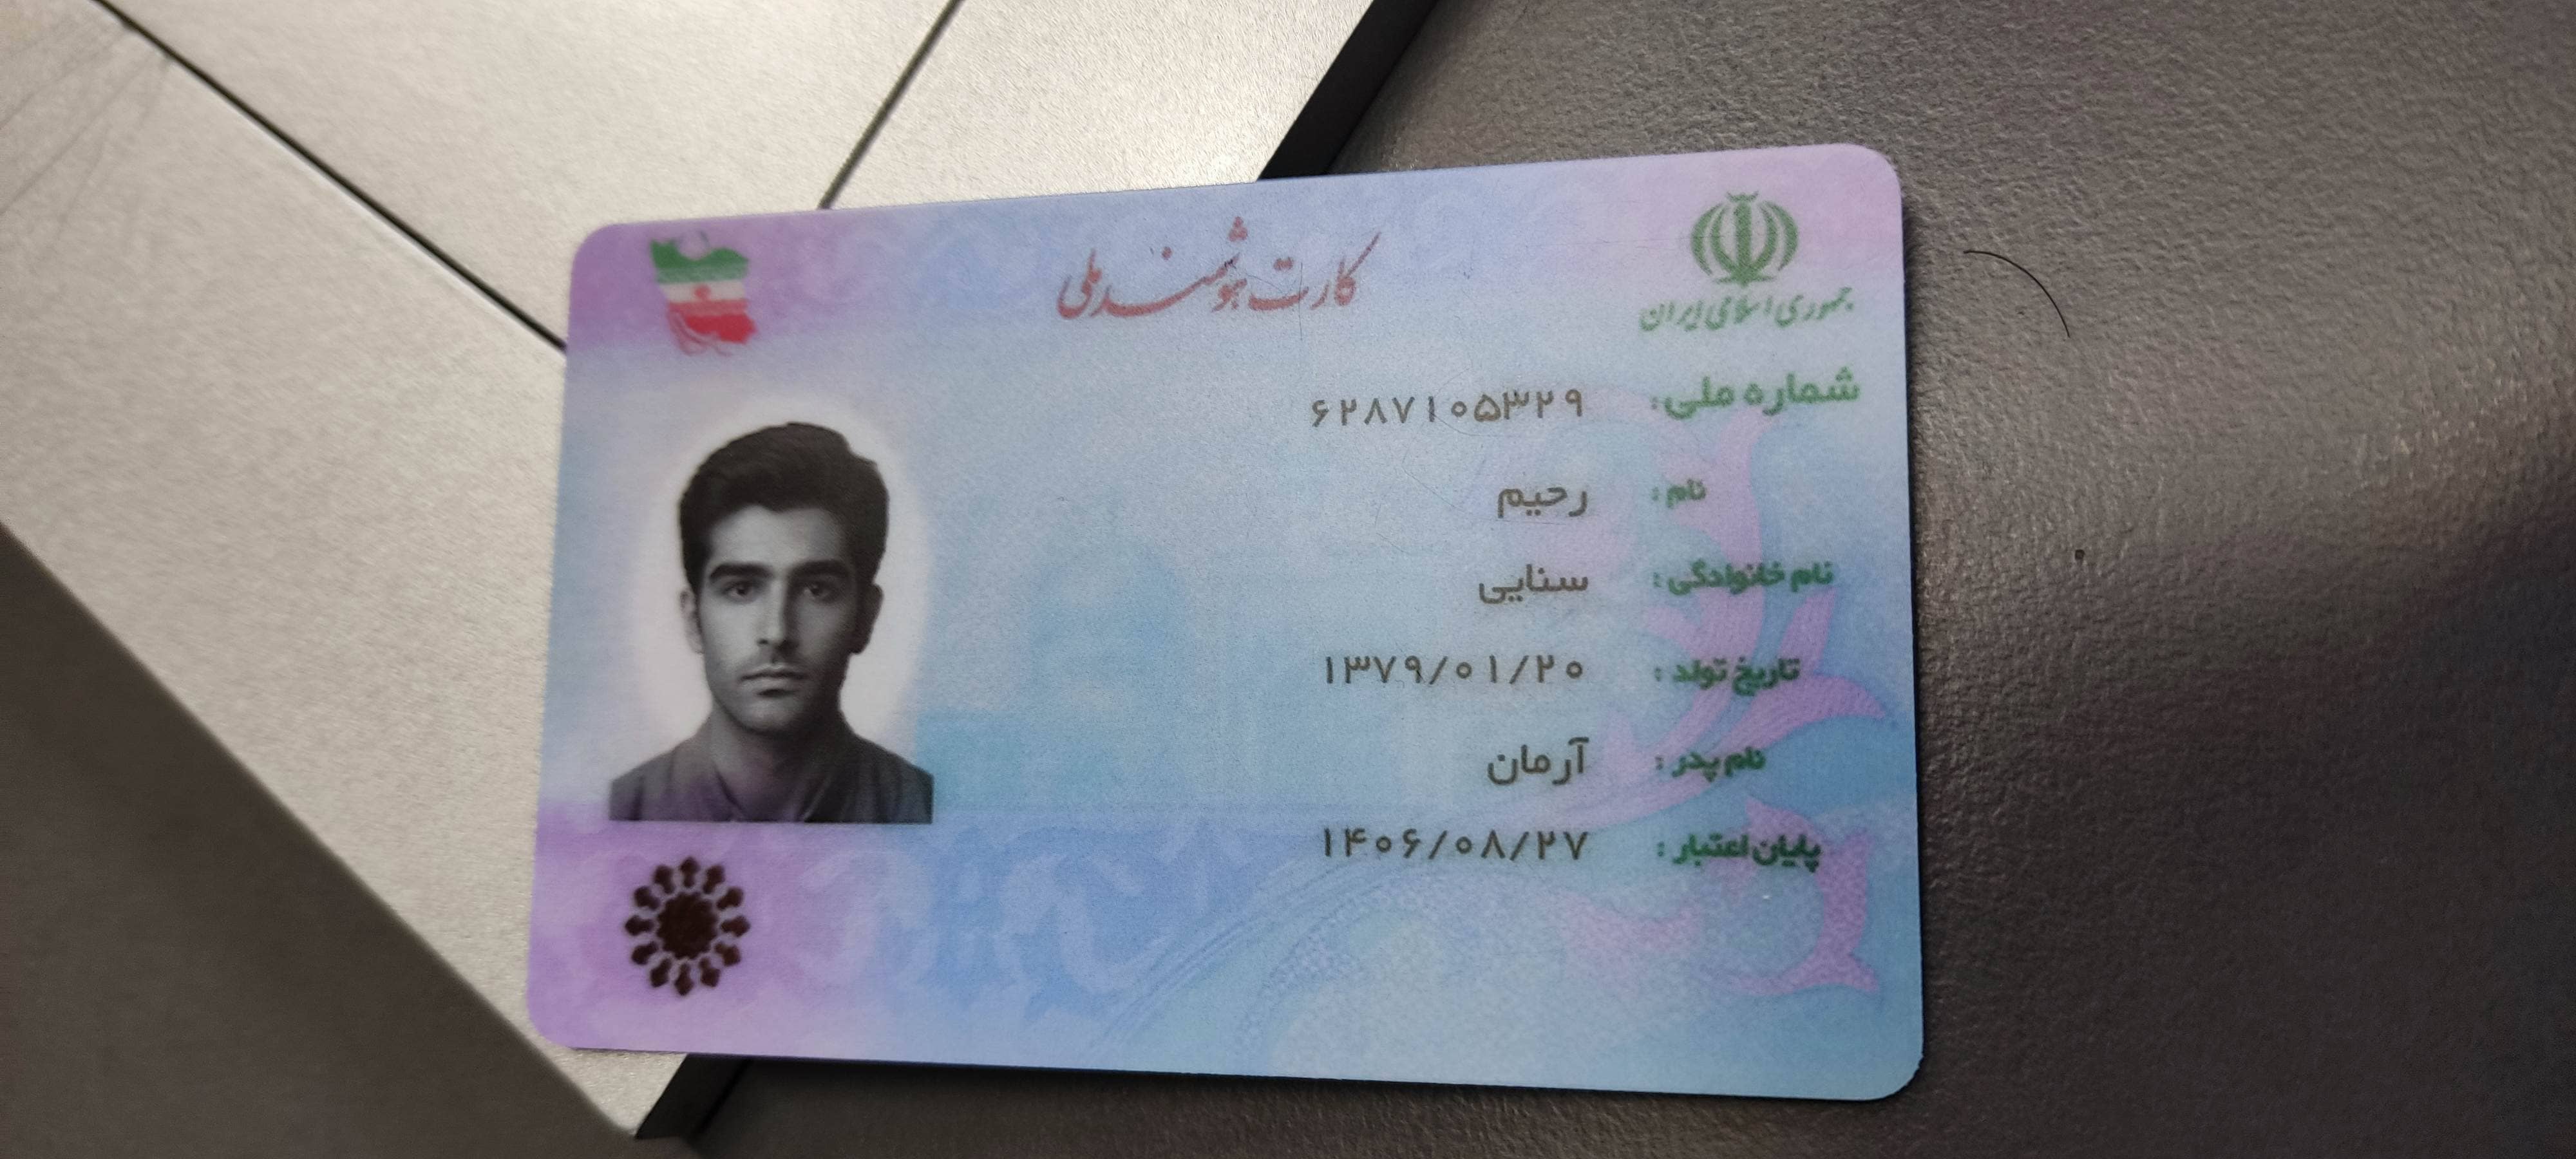 جمهوری اسلامی ایران
کارت هوشمند ملی
شماره ملی: ۶۲۸۷۱۰۵۳۲۹
نام: رحیم
نام خانوادگی: سنایی
تاریخ تولد: ۱۳۷۹/۰۱/۲۰
نام پدر: آرمان
پایان اعتبار: ۱۴۰۶/۰۸/۲۷